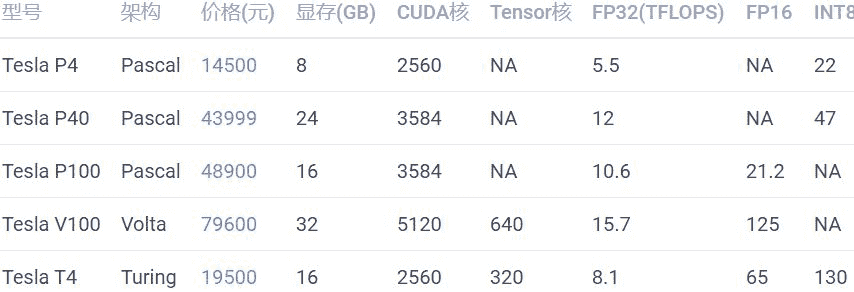 型号 架构 价格(元) 显存(GB) CUDA核 Tensor核 FP32(TFLOPS) FP16 INT8
Tesla P4 Pascal 14500 8 2560 NA 5.5 NA 22
Tesla P40 Pascal 43999 24 3584 NA 12 NA 47
Tesla P100 Pascal 48900 16 3584 NA 10.6 21.2 NA
Tesla V100 Volta 79600 32 5120 640 15.7 125 NA
Tesla T4 Turing 19500 16 2560 320 8.1 65 130